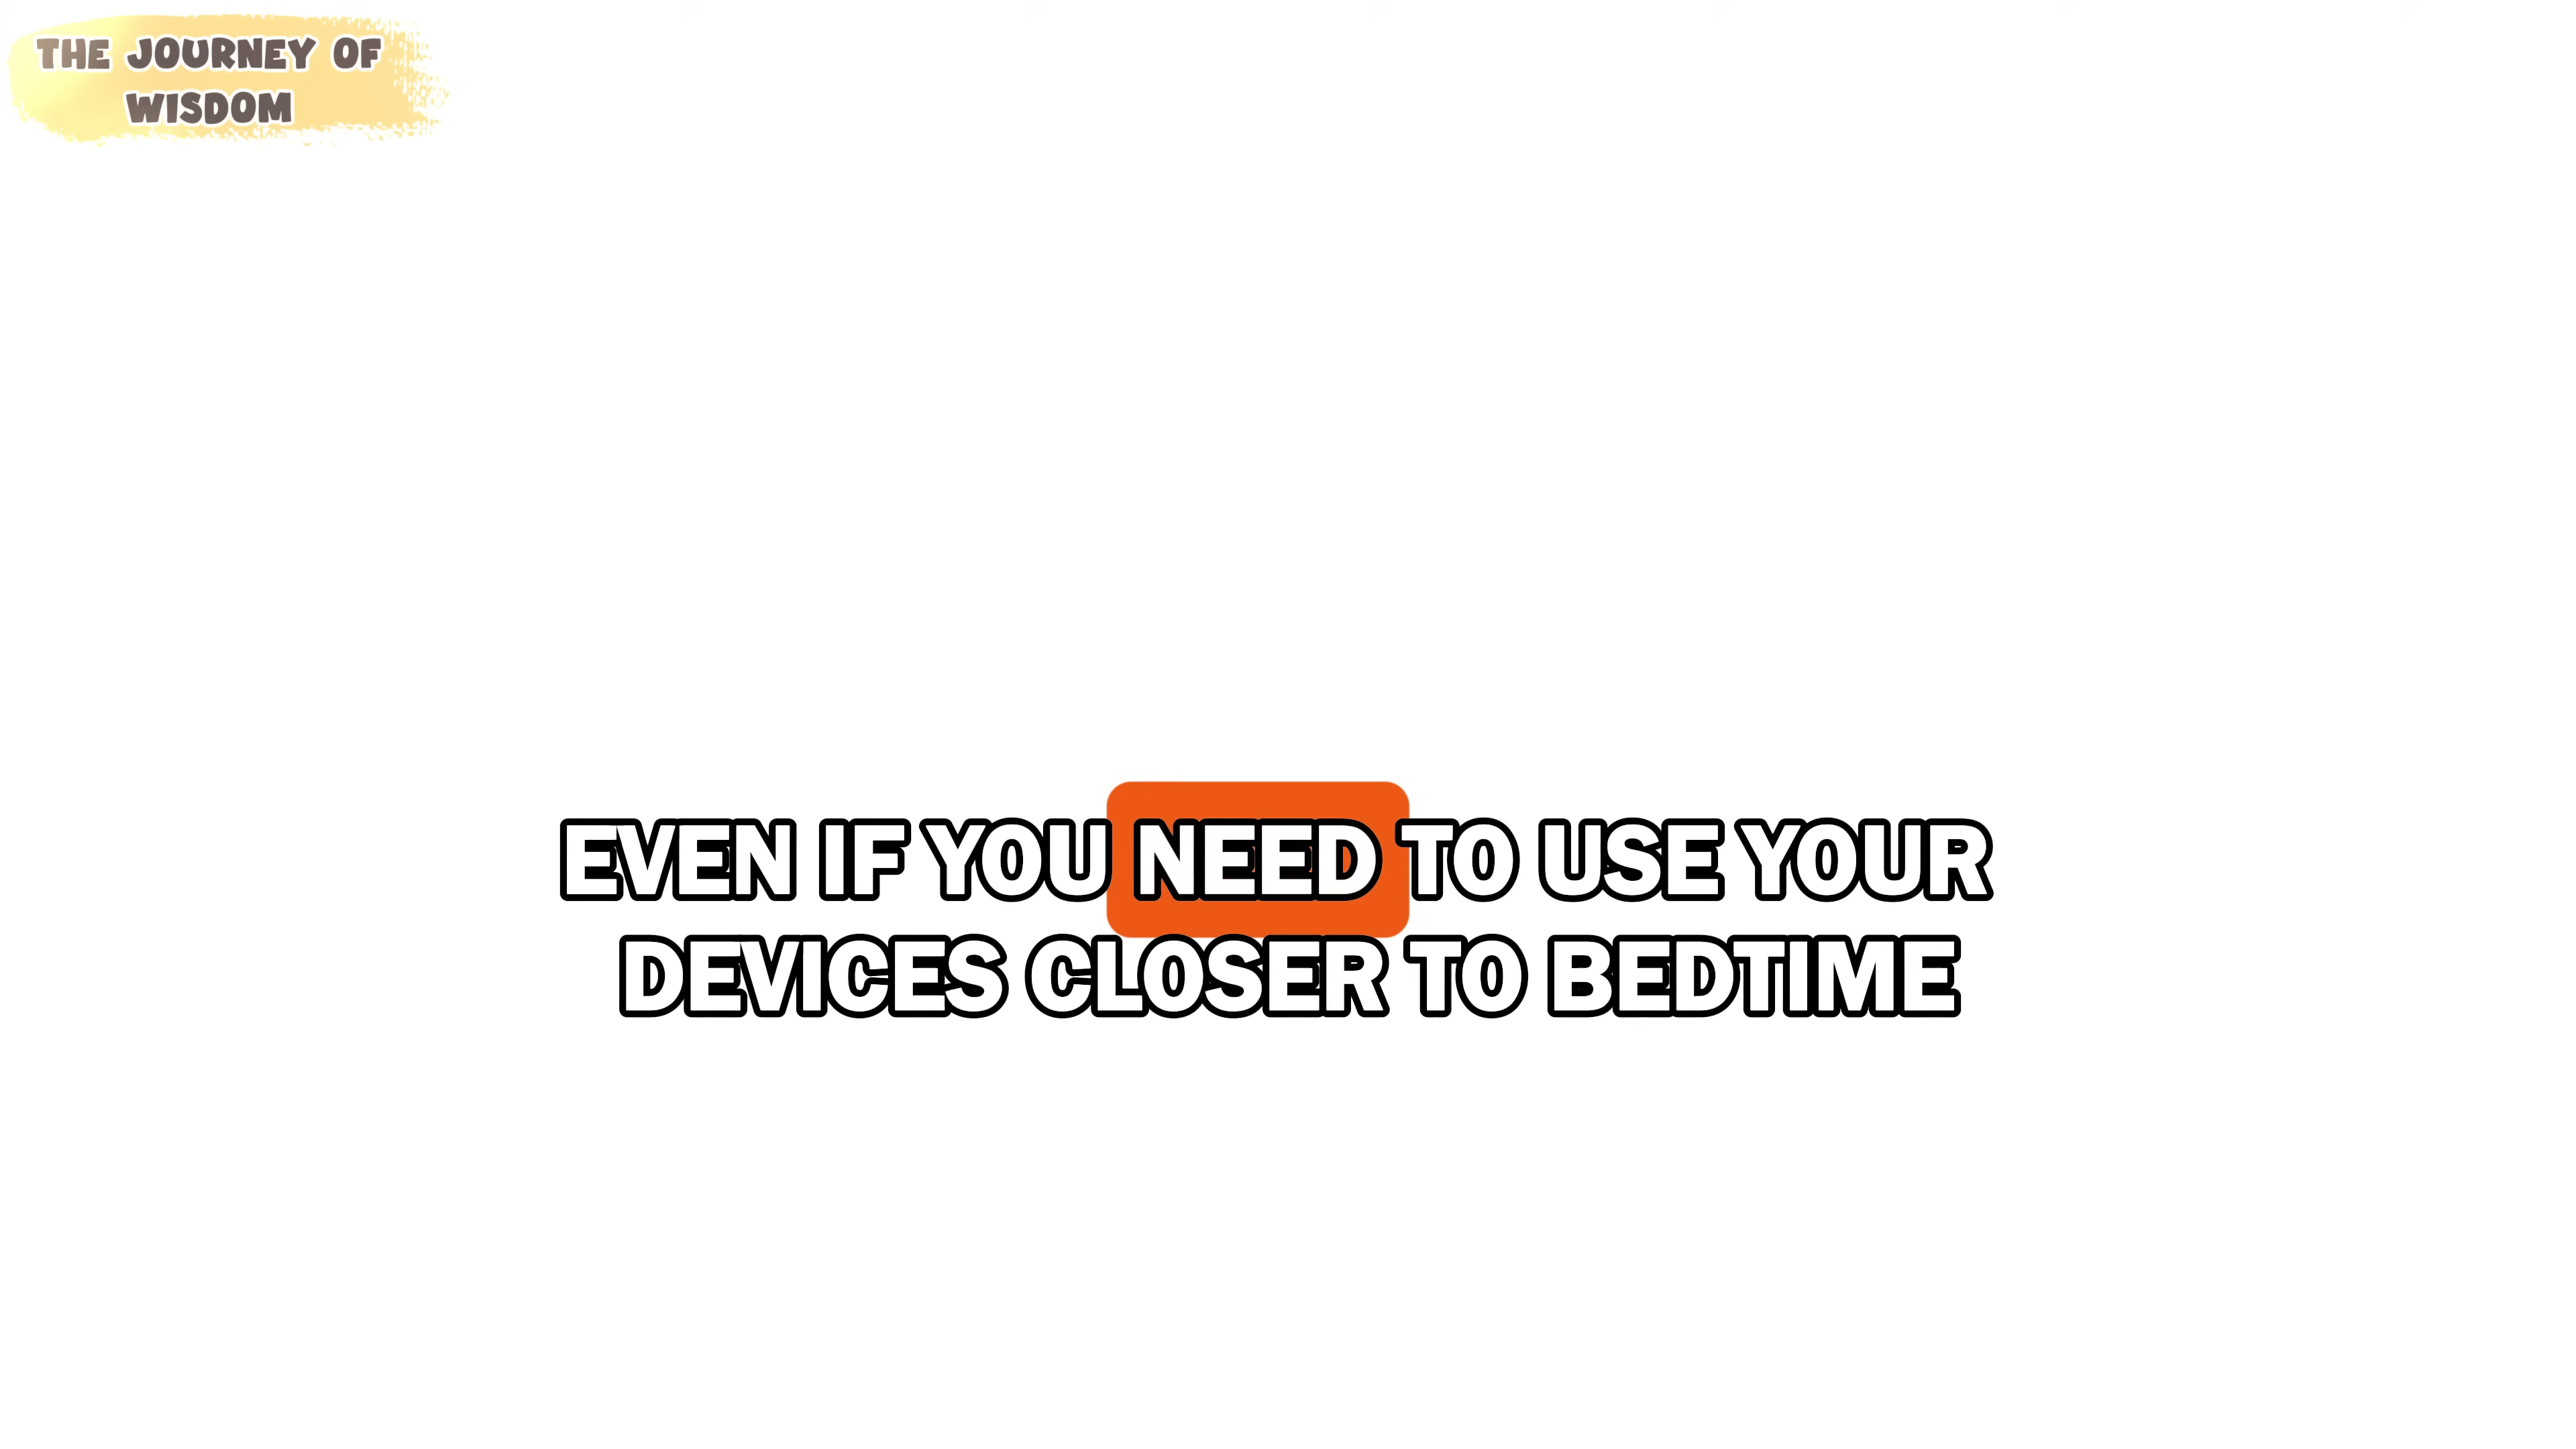 THE JOURNEY OF
WISDOM
EVEN IF YOU NEED TO USE YOUR
DEVICES CLOSER TO BEDTIME